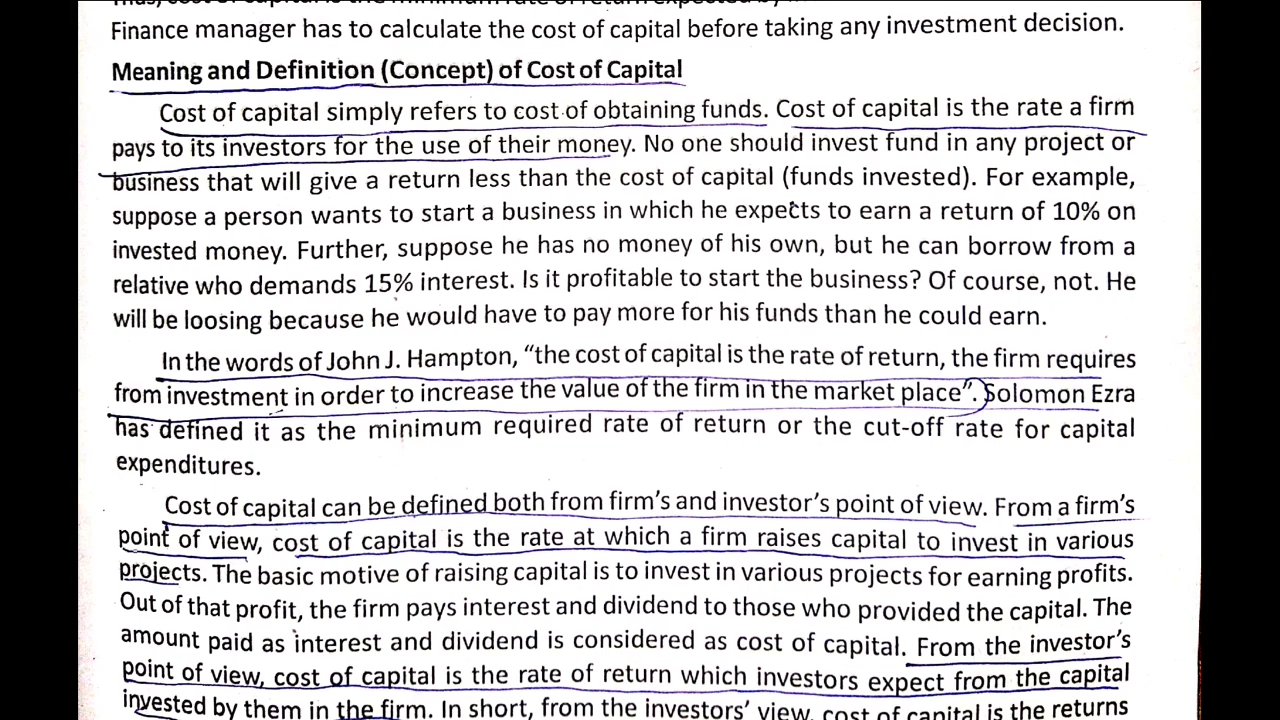 Thus, cost of capital is the minimum rate of return expected by
Finance manager has to calculate the cost of capital before taking any investment decision.
Meaning and Definition (Concept) of Cost of Capital
Cost of capital simply refers to cost of obtaining funds. Cost of capital is the rate a firm
pays to its investors for the use of their money. No one should invest fund in any project or
business that will give a return less than the cost of capital (funds invested). For example,
suppose a person wants to start a business in which he expects to earn a return of 10% on
invested money. Further, suppose he has no money of his own, but he can borrow from a
relative who demands 15% interest. Is it profitable to start the business? Of course, not. He
will be loosing because he would have to pay more for his funds than he could earn.
In the words of John J. Hampton, “the cost of capital is the rate of return, the firm requires
from investment in order to increase the value of the firm in the market place”. Solomon Ezra
has defined it as the minimum required rate of return or the cut-off rate for capital
expenditures.
Cost of capital can be defined both from firm’s and investor’s point of view. From a firm’s
point of view, cost of capital is the rate at which a firm raises capital to invest in various
projects. The basic motive of raising capital is to invest in various projects for earning profits.
Out of that profit, the firm pays interest and dividend to those who provided the capital. The
amount paid as interest and dividend is considered as cost of capital. From the investor’s
point of view, cost of capital is the rate of return which investors expect from the capital
invested by them in the firm. In short, from the investors’ view, cost of capital is the returns